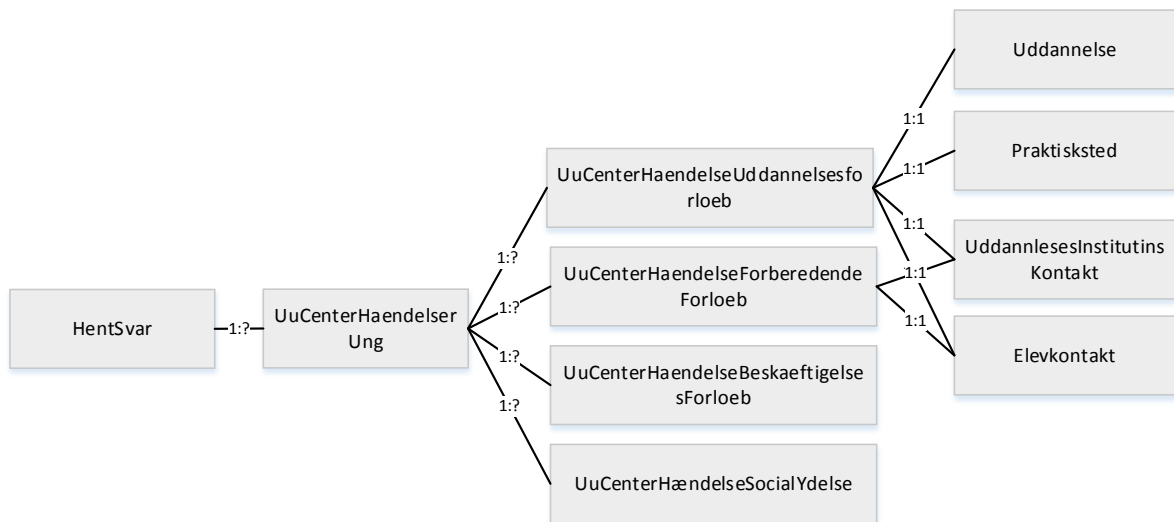 HentSvar
1:?
UuCenterHaendelser
Ung
1:?
1:?
1:?
1:?
UuCenterHaendelseUddannelsesfo
rloeb
UuCenterHaendelseForberedende
Forloeb
UuCenterHaendelseBeskaeftigelse
sForloeb
UuCenterHændelseSocialYdelse
1:1
1:1
1:1
1:1
1:1
Uddannelse
Praktisksted
UddannlesesInstitutins
Kontakt
Elevkontakt